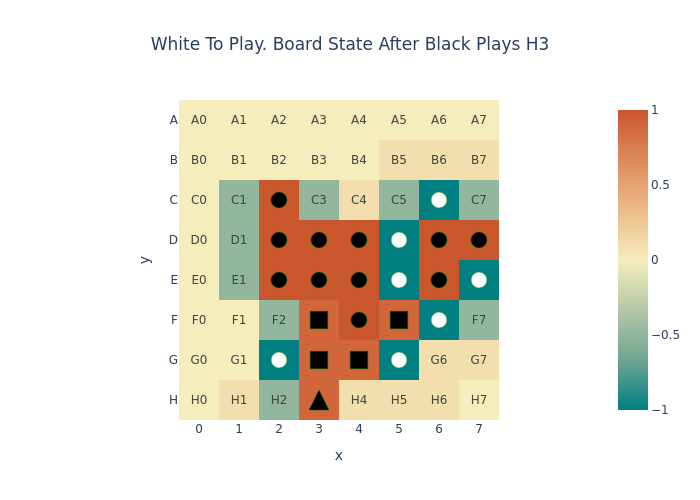 White To Play. Board State After Black Plays H3
A A0 A1 A2 A3 A4 A5 A6 A7
B B0 B1 B2 B3 B4 B5 B6 B7
C C0 C1 C3 C4 C5 C7
D D0 D1
E E0 E1
F F0 F1 F2 F7
G G0 G1 G6 G7
H H0 H1 H2 H4 H5 H6 H7
0 1 2 3 4 5 6 7
x
y
1
0.5
0
−0.5
−1